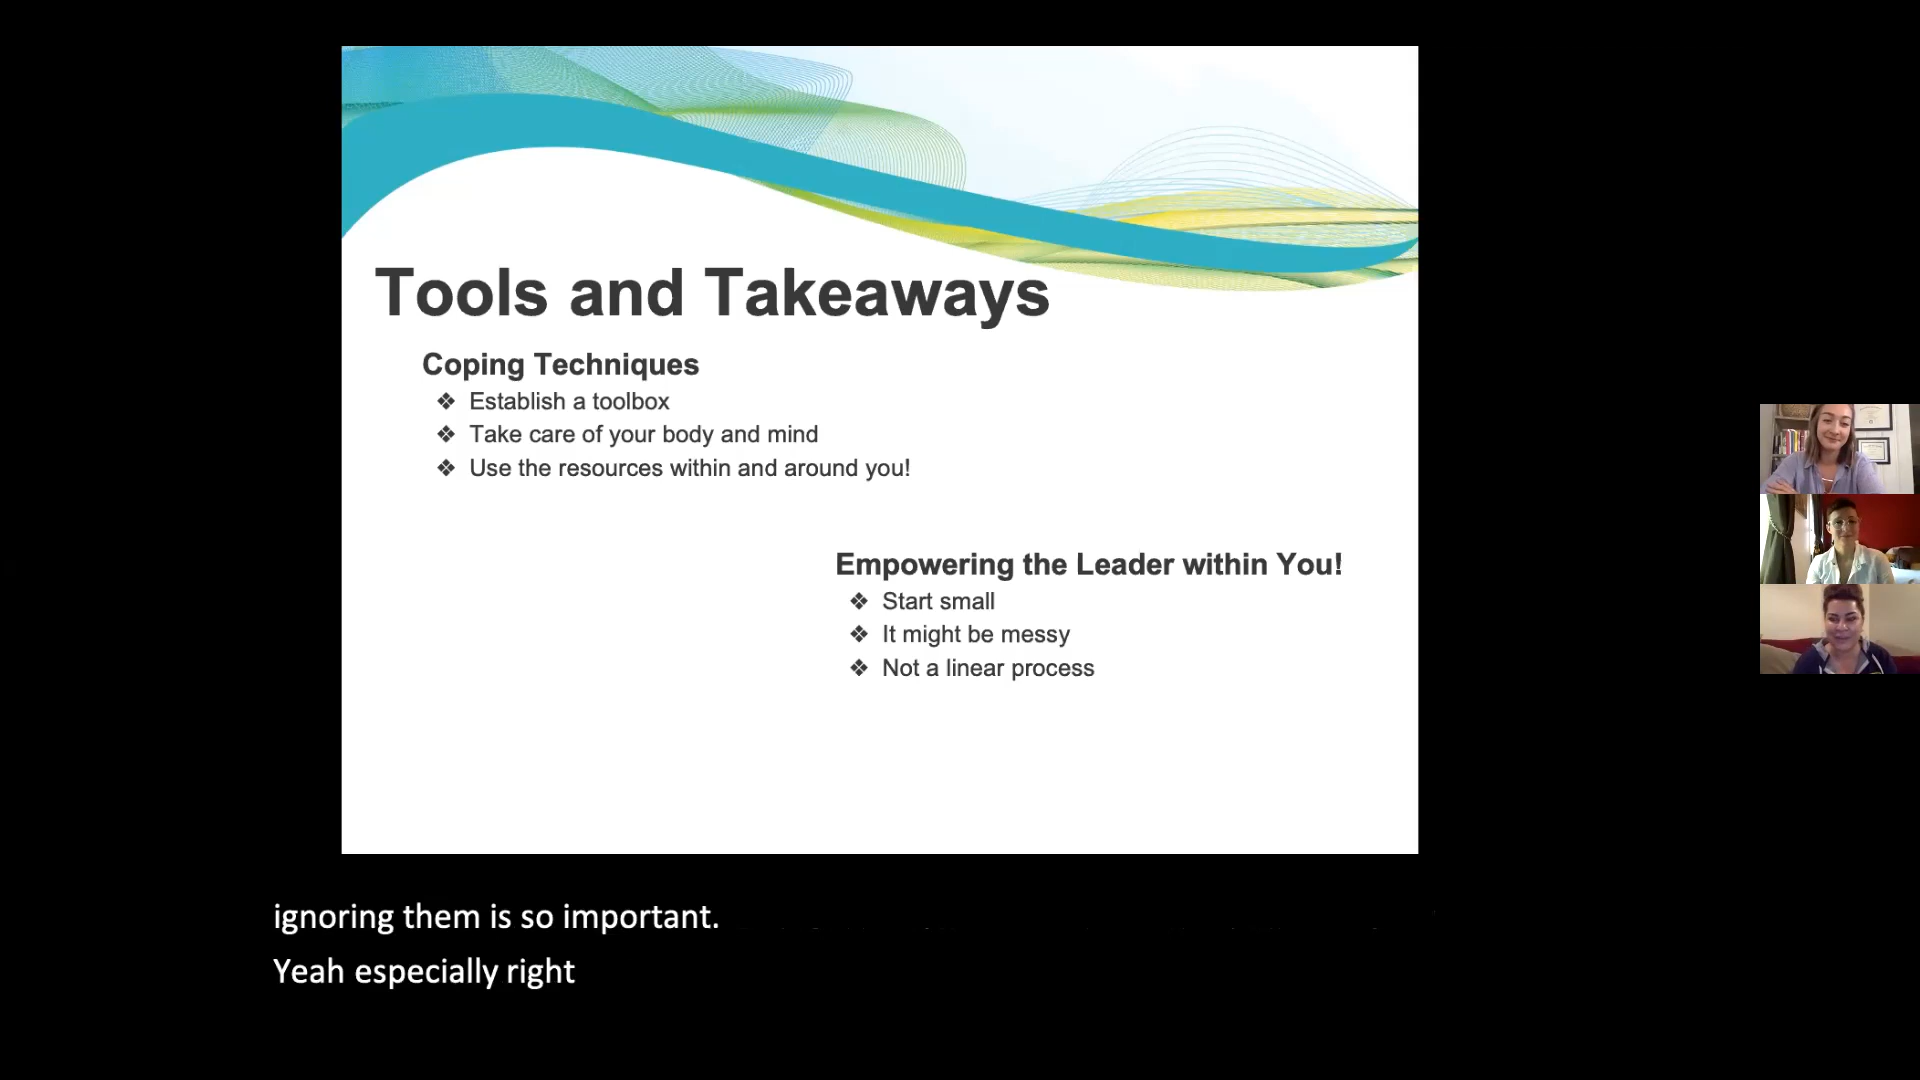 Tools and Takeaways
Coping Techniques
❖ Establish a toolbox
❖ Take care of your body and mind
❖ Use the resources within and around you!
Empowering the Leader within You!
❖ Start small
❖ It might be messy
❖ Not a linear process
ignoring them is so important.
Yeah especially right